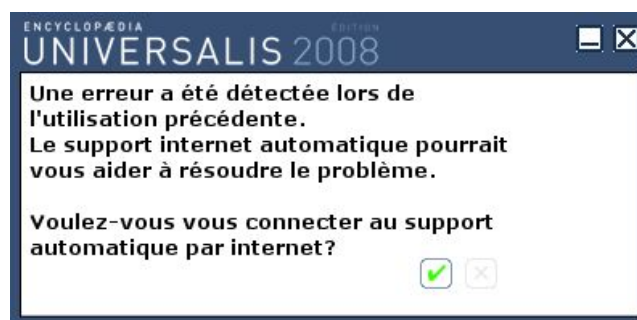 ENCYCLOPÆDIA
ÉDITION
UNIVERSALIS 2008
Une erreur a été détectée lors de
l'utilisation précédente.
Le support internet automatique pourrait
vous aider à résoudre le problème.
Voulez-vous vous connecter au support
automatique par internet?